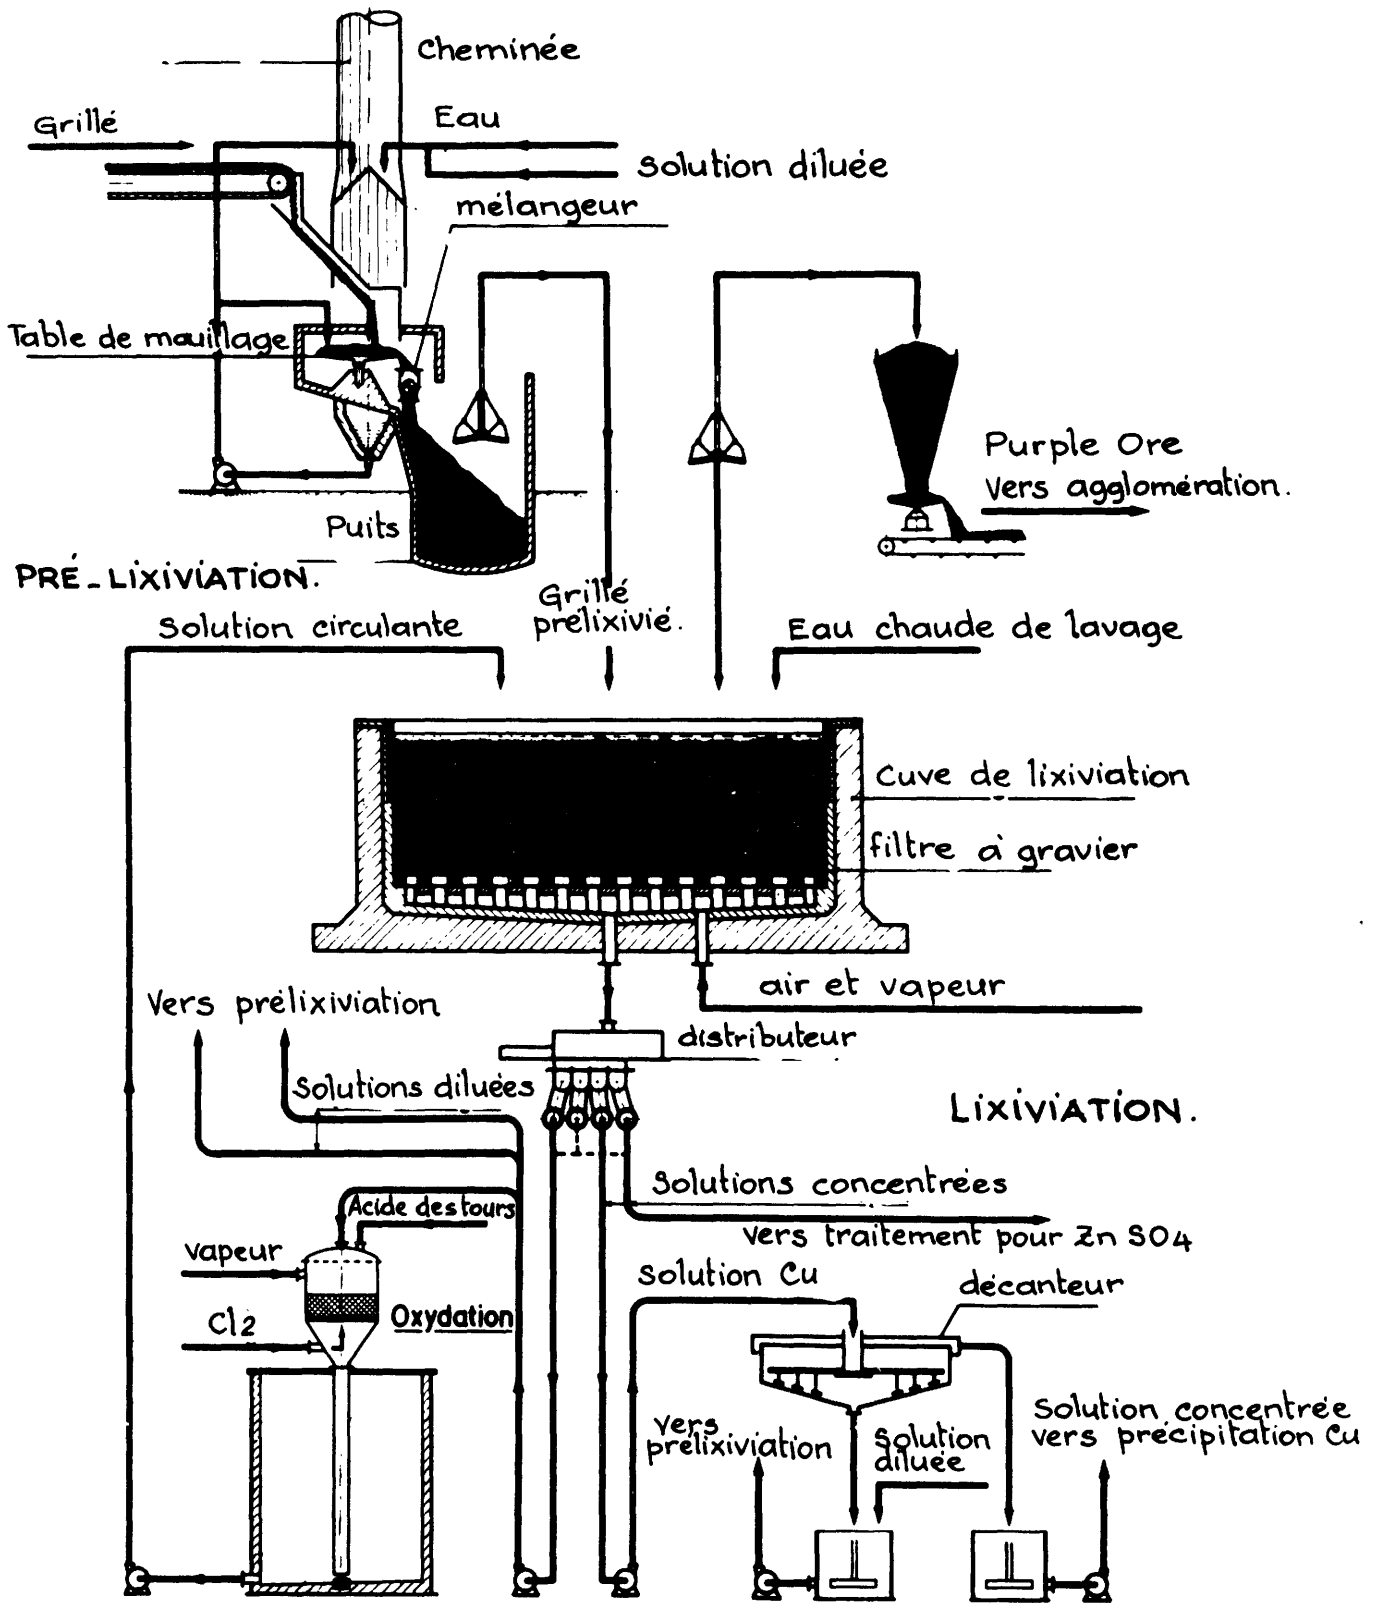 Cheminée
Grillé
Eau
Solution diluée
mélangeur
Table de mouillage
Purple Ore
Vers agglomération.
Puits
PRÉ-LIXIVIATION.
Grillé
prélixivié.
Solution circulante
Eau chaude de lavage
Cuve de lixiviation
filtre à gravier
air et vapeur
Vers prélixiviation
distributeur
Solutions diluées
LIXIVIATION.
Solutions concentrées
Acide des tours
vers traitement pour Zn SO4
vapeur
Solution Cu
décanteur
Cl2
Oxydation
Solution concentrée
vers précipitation Cu
vers
prélixiviation
Solution
diluée